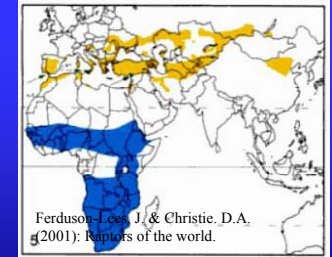 Ferduson-Lees, J. & Christie. D.A.
(2001): Raptors of the world.